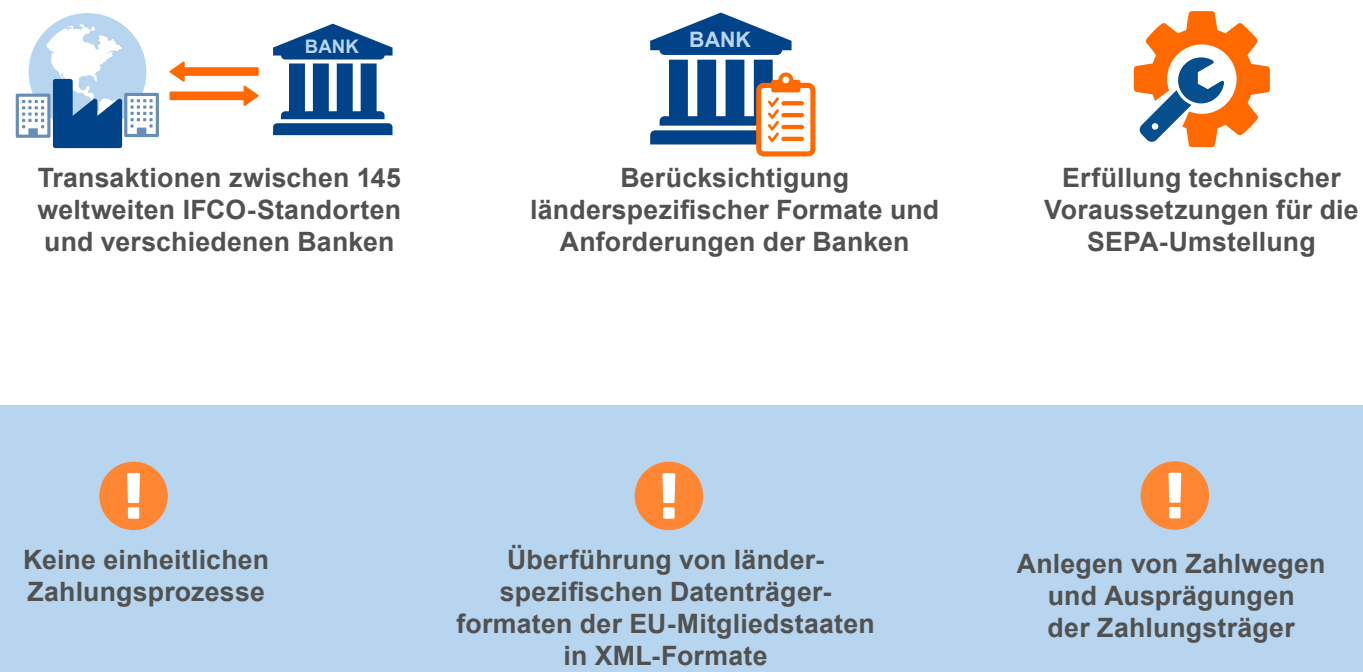 BANK
Transaktionen zwischen 145
weltweiten IFCO-Standorten
und verschiedenen Banken
BANK
Berücksichtigung
länderspezifischer Formate und
Anforderungen der Banken
Erfüllung technischer
Voraussetzungen für die
SEPA-Umstellung
!
Keine einheitlichen
Zahlungsprozesse
!
Überführung von länder-
spezifischen Datenträger-
formaten der EU-Mitgliedstaaten
in XML-Formate
!
Anlegen von Zahlwegen
und Ausprägungen
der Zahlungsträger